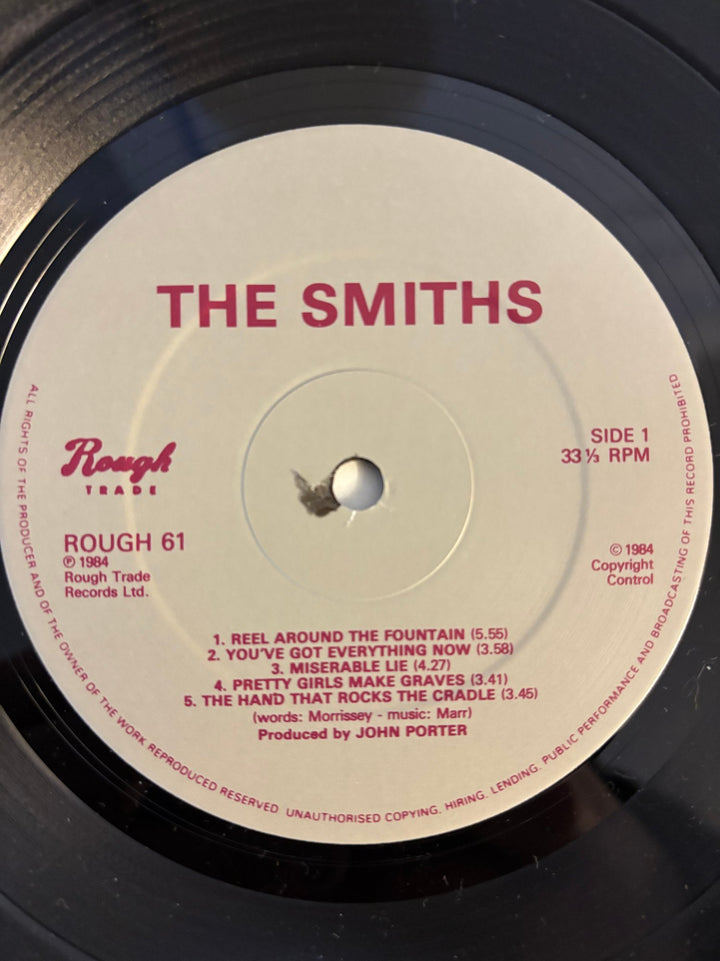 THE SMITHS
Rough
TRADE
ROUGH 61
℗ 1984
Rough Trade
Records Ltd.
SIDE 1
33 ⅓ RPM
© 1984
Copyright
Control
1. REEL AROUND THE FOUNTAIN (5.55)
2. YOU'VE GOT EVERYTHING NOW (3.58)
3. MISERABLE LIE (4.27)
4. PRETTY GIRLS MAKE GRAVES (3.41)
5. THE HAND THAT ROCKS THE CRADLE (3.45)
(words: Morrissey - music: Marr)
Produced by JOHN PORTER
ALL RIGHTS OF THE PRODUCER AND OF THE OWNER OF THE WORK REPRODUCED RESERVED UNAUTHORISED COPYING, HIRING, LENDING, PUBLIC PERFORMANCE AND BROADCASTING OF THIS RECORD PROHIBITED